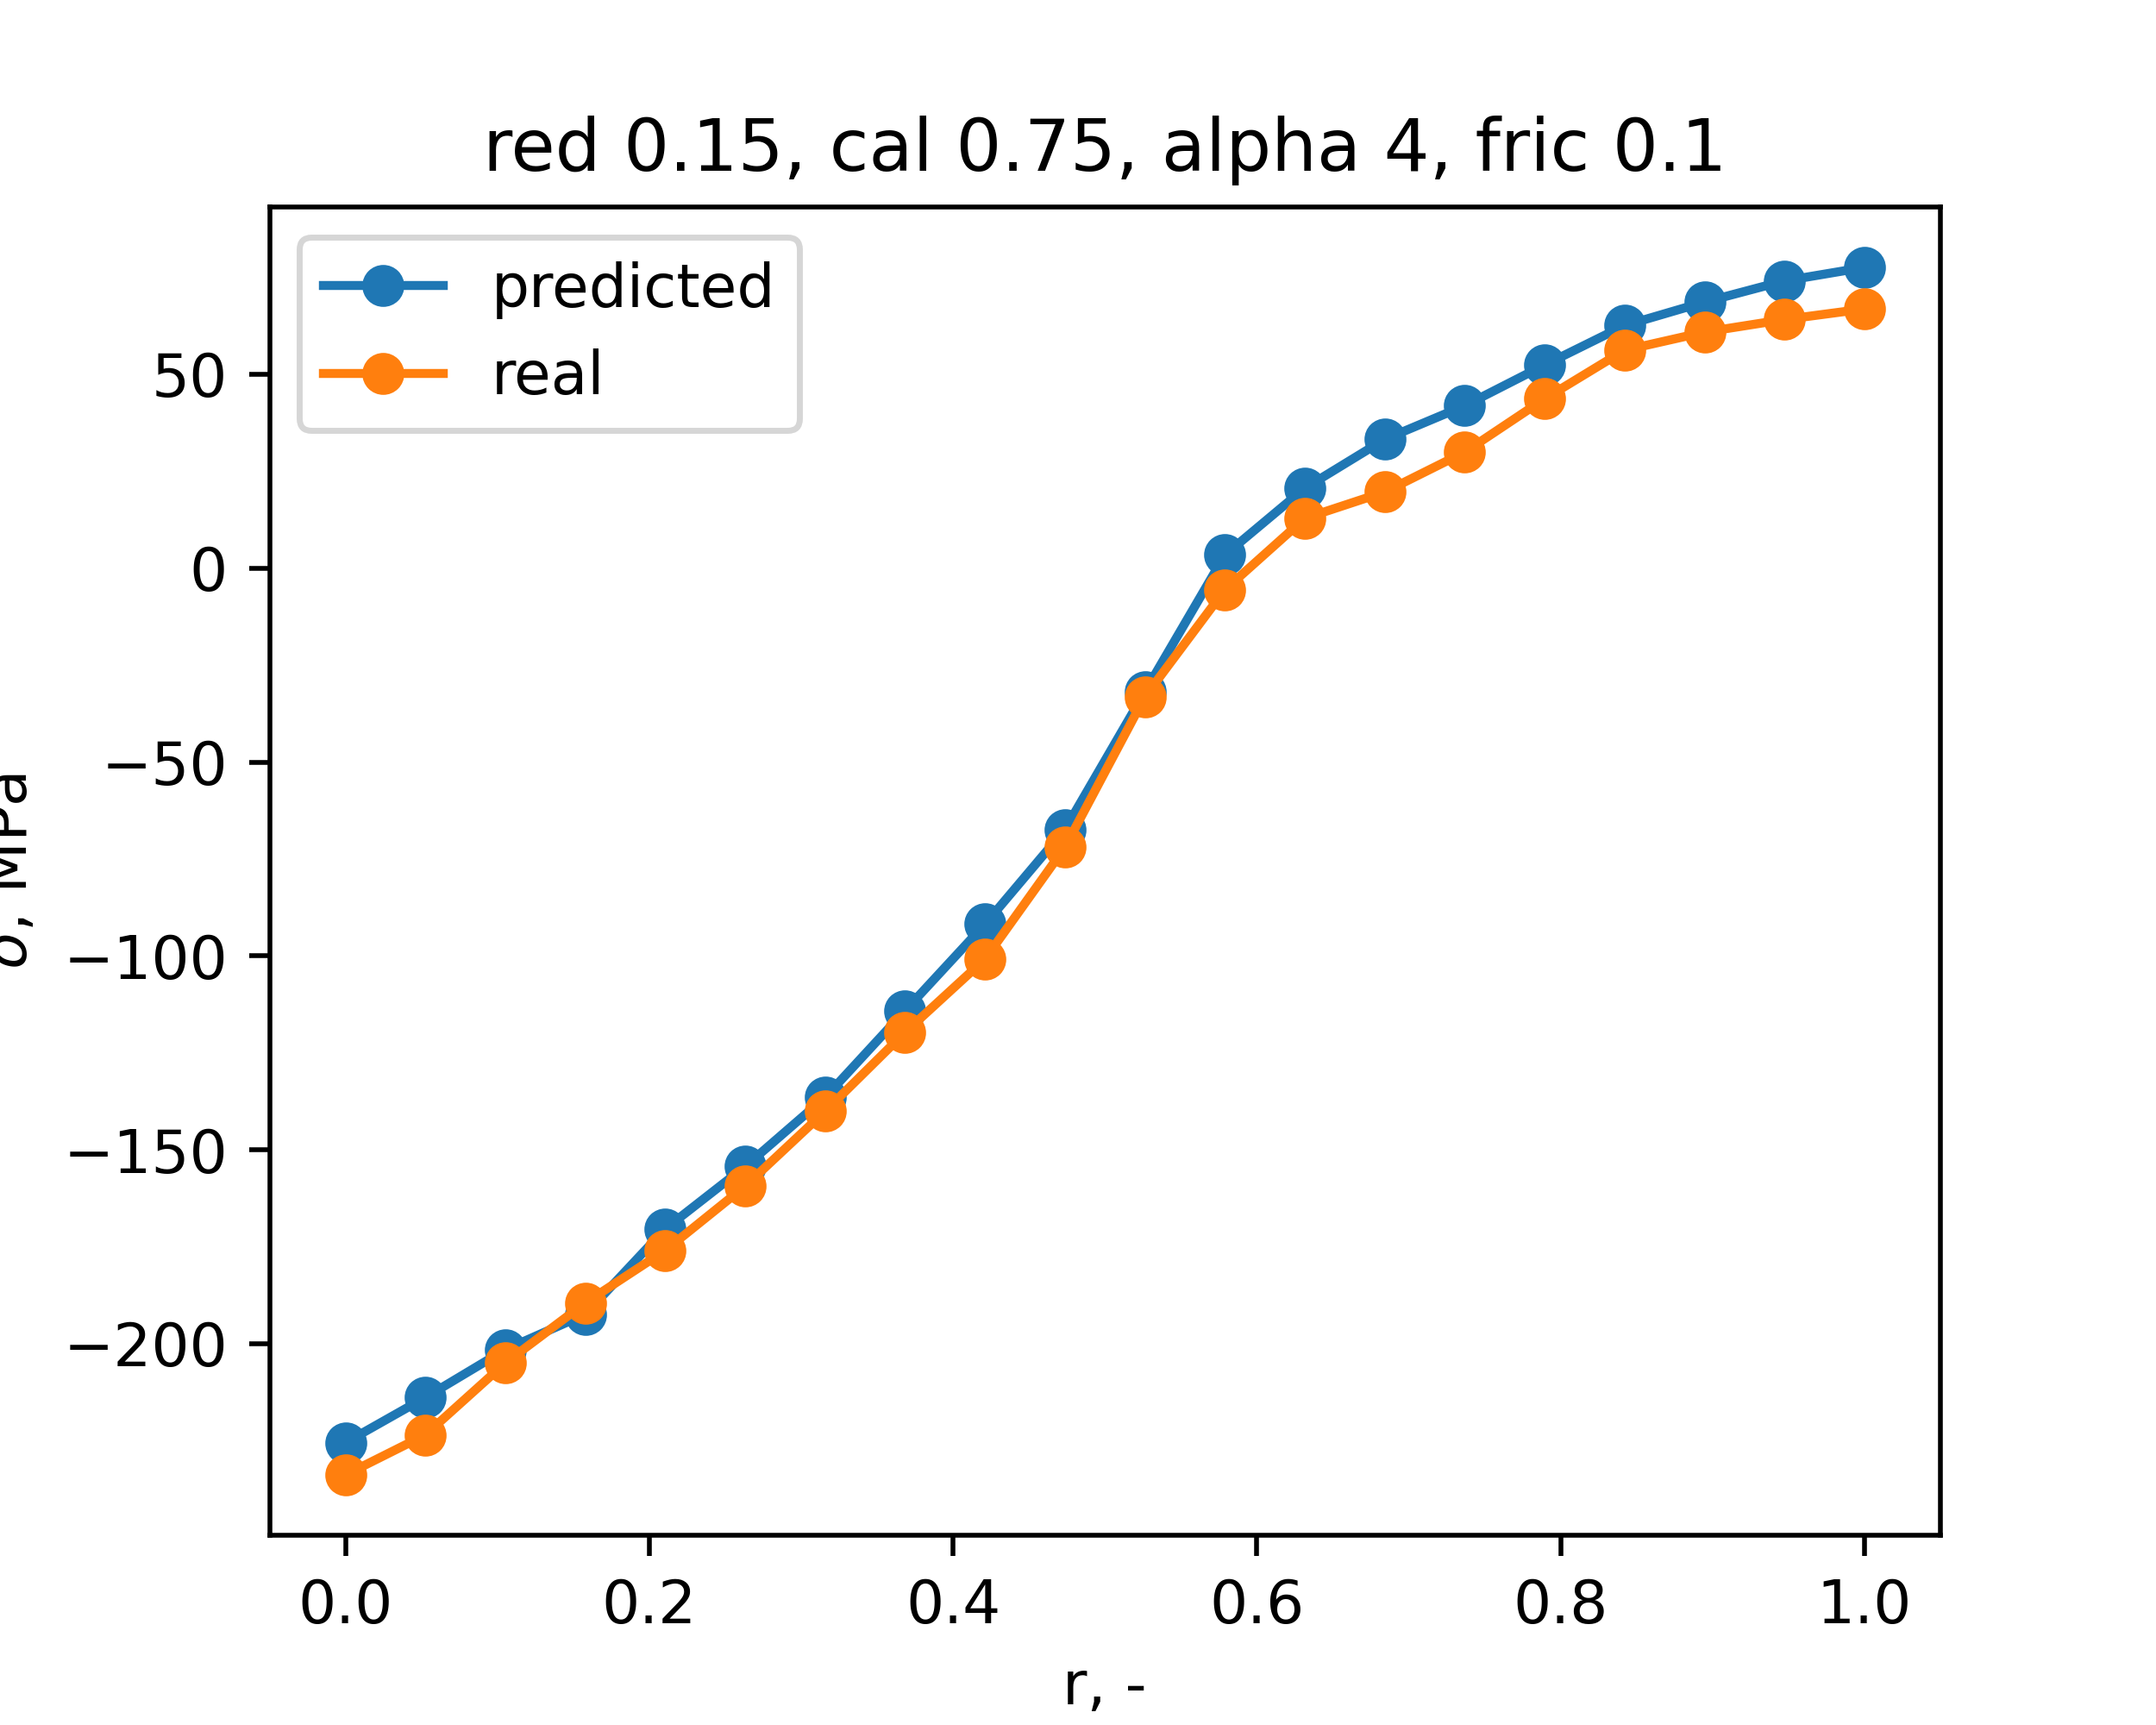 red 0.15, cal 0.75, alpha 4, fric 0.1
predicted
real
50
0
−50
−100
−150
−200
σ, MPa
0.0 0.2 0.4 0.6 0.8 1.0
r, -